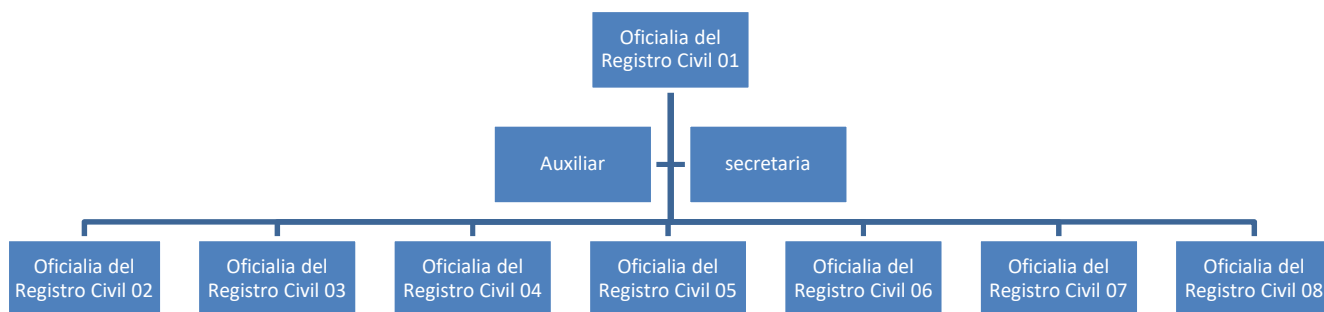 Oficialia del
Registro Civil 01
Auxiliar
secretaria
Oficialia del
Registro Civil 02
Oficialia del
Registro Civil 03
Oficialia del
Registro Civil 04
Oficialia del
Registro Civil 05
Oficialia del
Registro Civil 06
Oficialia del
Registro Civil 07
Oficialia del
Registro Civil 08